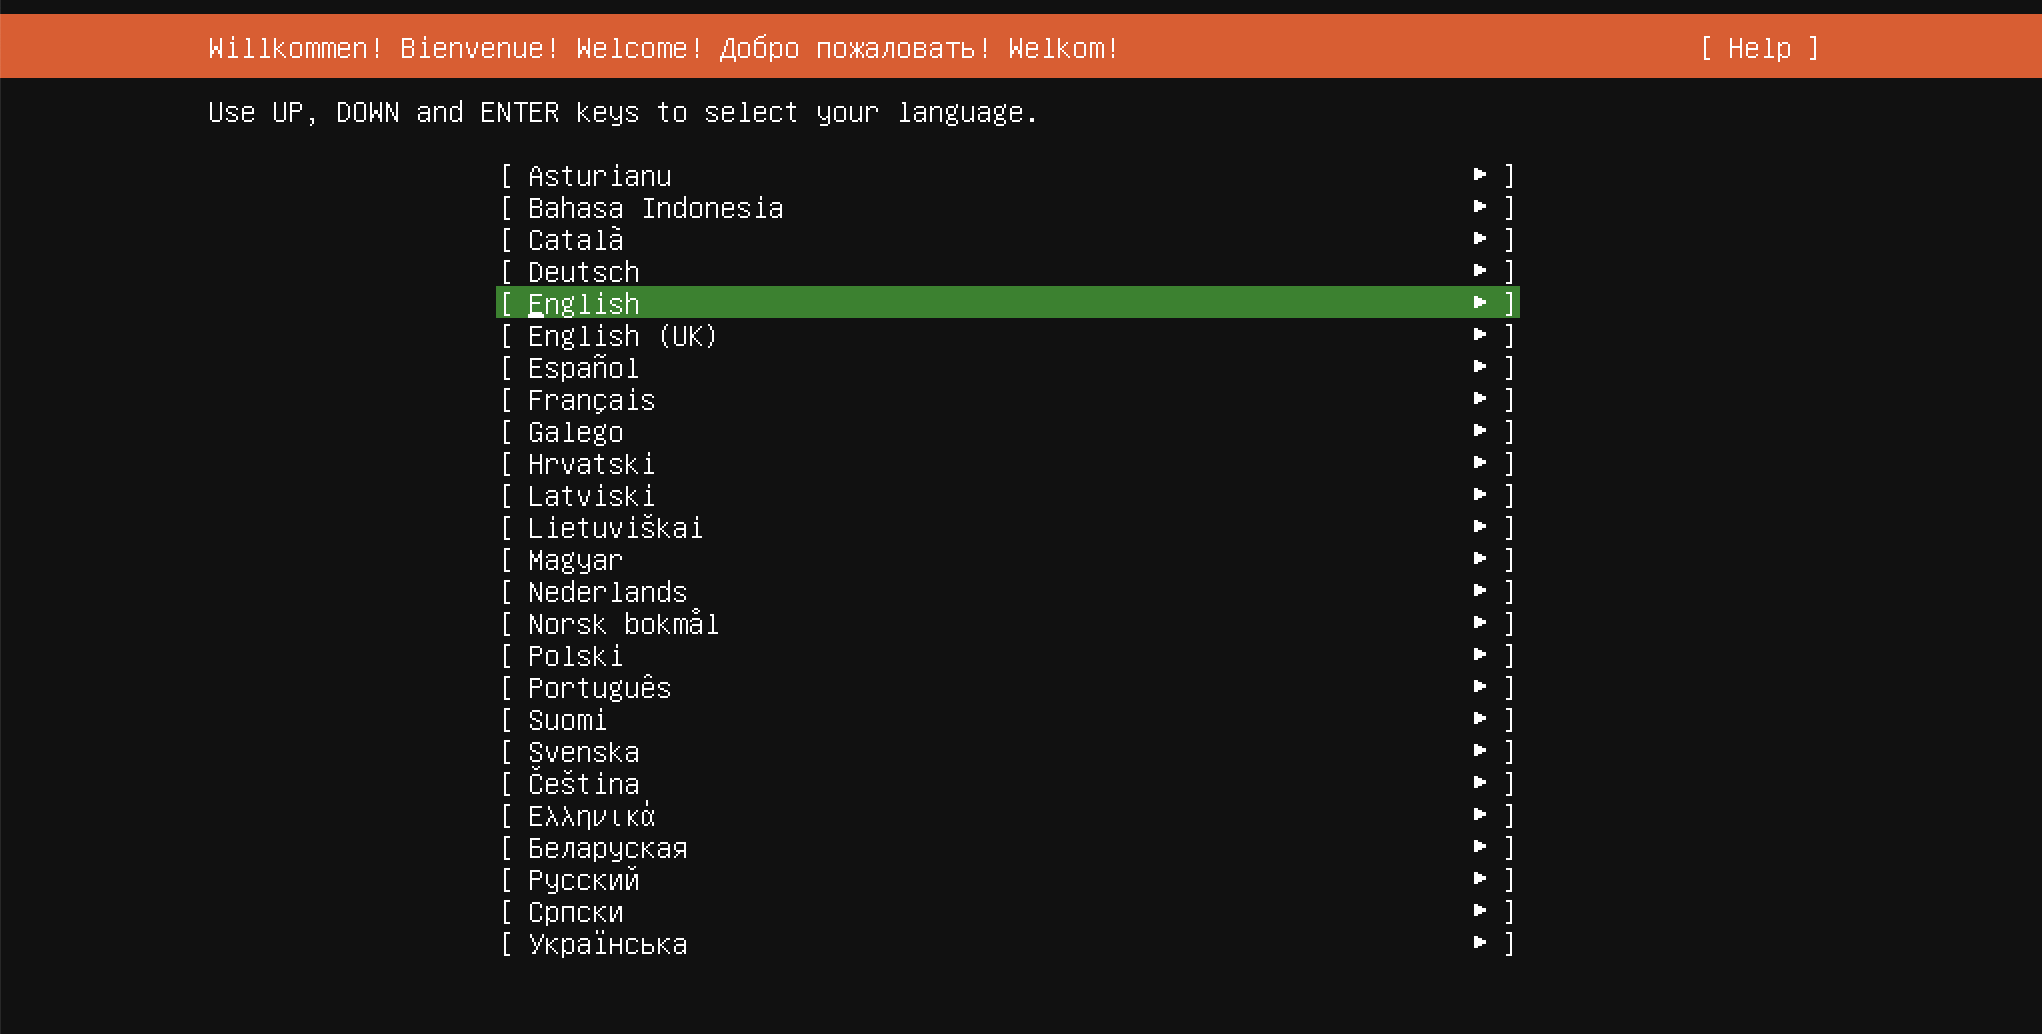 Willkommen! Bienvenue! Welcome! Добро пожаловать! Welkom! [ Help ]
Use UP, DOWN and ENTER keys to select your language.
[ Asturianu ► ]
[ Bahasa Indonesia ► ]
[ Català ► ]
[ Deutsch ► ]
[ English ► ]
[ English (UK) ► ]
[ Español ► ]
[ Français ► ]
[ Galego ► ]
[ Hrvatski ► ]
[ Latviski ► ]
[ Lietuviškai ► ]
[ Magyar ► ]
[ Nederlands ► ]
[ Norsk bokmål ► ]
[ Polski ► ]
[ Português ► ]
[ Suomi ► ]
[ Svenska ► ]
[ Čeština ► ]
[ Ελληνικά ► ]
[ Беларуская ► ]
[ Русский ► ]
[ Српски ► ]
[ Українська ► ]